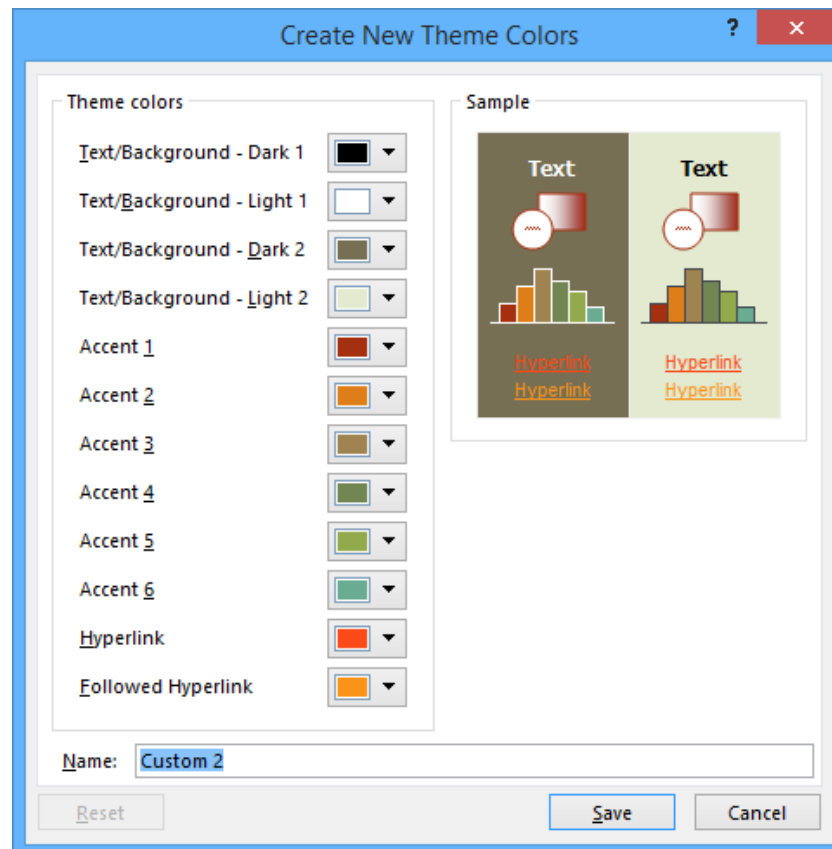 Create New Theme Colors
?
Theme colors
Text/Background - Dark 1
Text/Background - Light 1
Text/Background - Dark 2
Text/Background - Light 2
Accent 1
Accent 2
Accent 3
Accent 4
Accent 5
Accent 6
Hyperlink
Followed Hyperlink
Sample
Text Text
Hyperlink Hyperlink
Hyperlink Hyperlink
Name: Custom 2
Reset Save Cancel